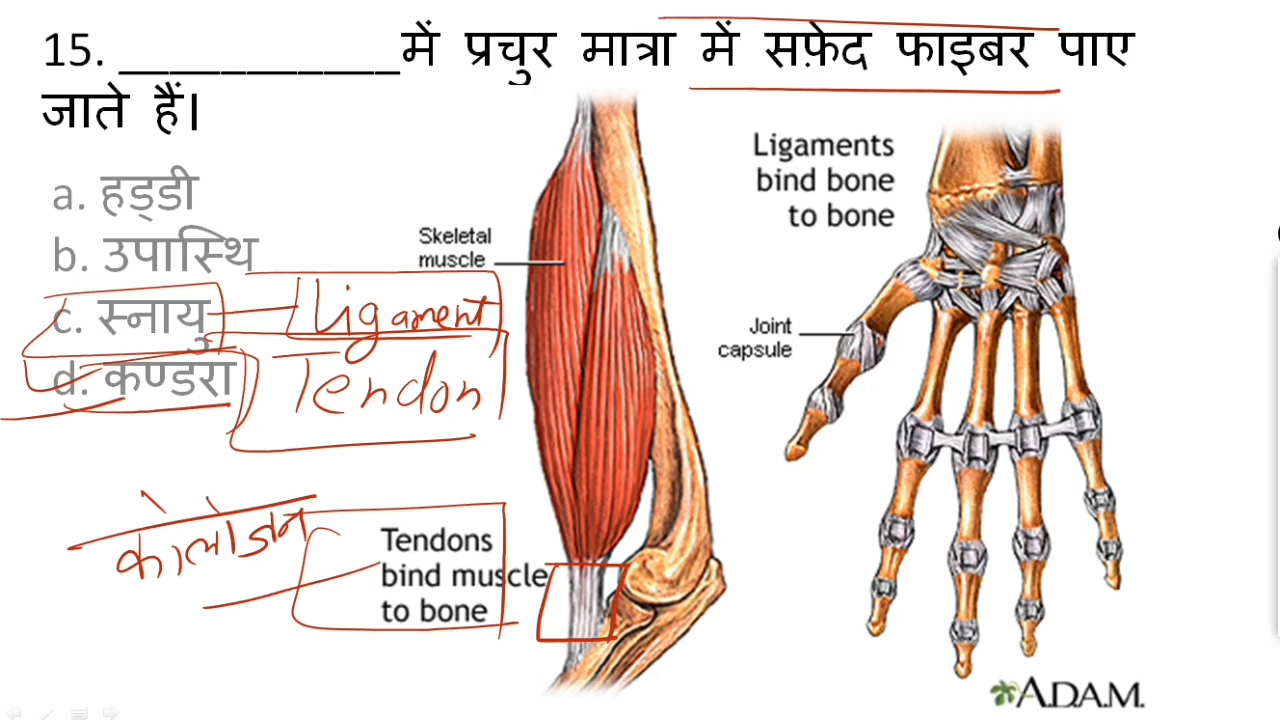 15. ____________में प्रचुर मात्रा में सफ़ेद फाइबर पाए
जाते हैं।
a. हड्डी
b. उपास्थि
c. स्नायु
Ligament
d. कण्डरा
Tendon
कोलोजन
Skeletal
muscle
Tendons
bind muscle
to bone
Ligaments
bind bone
to bone
Joint
capsule
A.D.A.M.